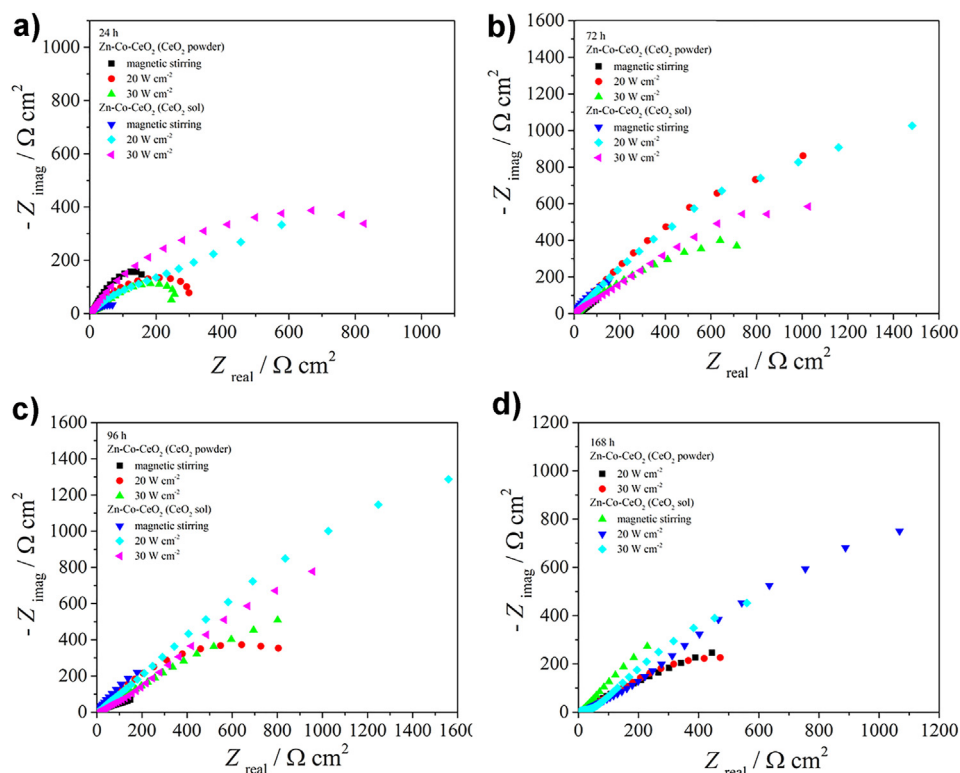 a)
24 h
Zn-Co-CeO₂ (CeO₂ powder)
magnetic stirring
20 W cm⁻²
30 W cm⁻²
Zn-Co-CeO₂ (CeO₂ sol)
magnetic stirring
20 W cm⁻²
30 W cm⁻²
1000
800
600
400
200
0
0 200 400 600 800 1000
- Z imag / Ω cm²
Z real / Ω cm²
b)
72 h
Zn-Co-CeO₂ (CeO₂ powder)
magnetic stirring
20 W cm⁻²
30 W cm⁻²
Zn-Co-CeO₂ (CeO₂ sol)
magnetic stirring
20 W cm⁻²
30 W cm⁻²
1600
1400
1200
1000
800
600
400
200
0
0 200 400 600 800 1000 1200 1400 1600
- Z imag / Ω cm²
Z real / Ω cm²
c)
96 h
Zn-Co-CeO₂ (CeO₂ powder)
magnetic stirring
20 W cm⁻²
30 W cm⁻²
Zn-Co-CeO₂ (CeO₂ sol)
magnetic stirring
20 W cm⁻²
30 W cm⁻²
1600
1400
1200
1000
800
600
400
200
0
0 200 400 600 800 1000 1200 1400 1600
- Z imag / Ω cm²
Z real / Ω cm²
d)
168 h
Zn-Co-CeO₂ (CeO₂ powder)
20 W cm⁻²
30 W cm⁻²
Zn-Co-CeO₂ (CeO₂ sol)
magnetic stirring
20 W cm⁻²
30 W cm⁻²
1200
1000
800
600
400
200
0
0 200 400 600 800 1000 1200
- Z imag / Ω cm²
Z real / Ω cm²